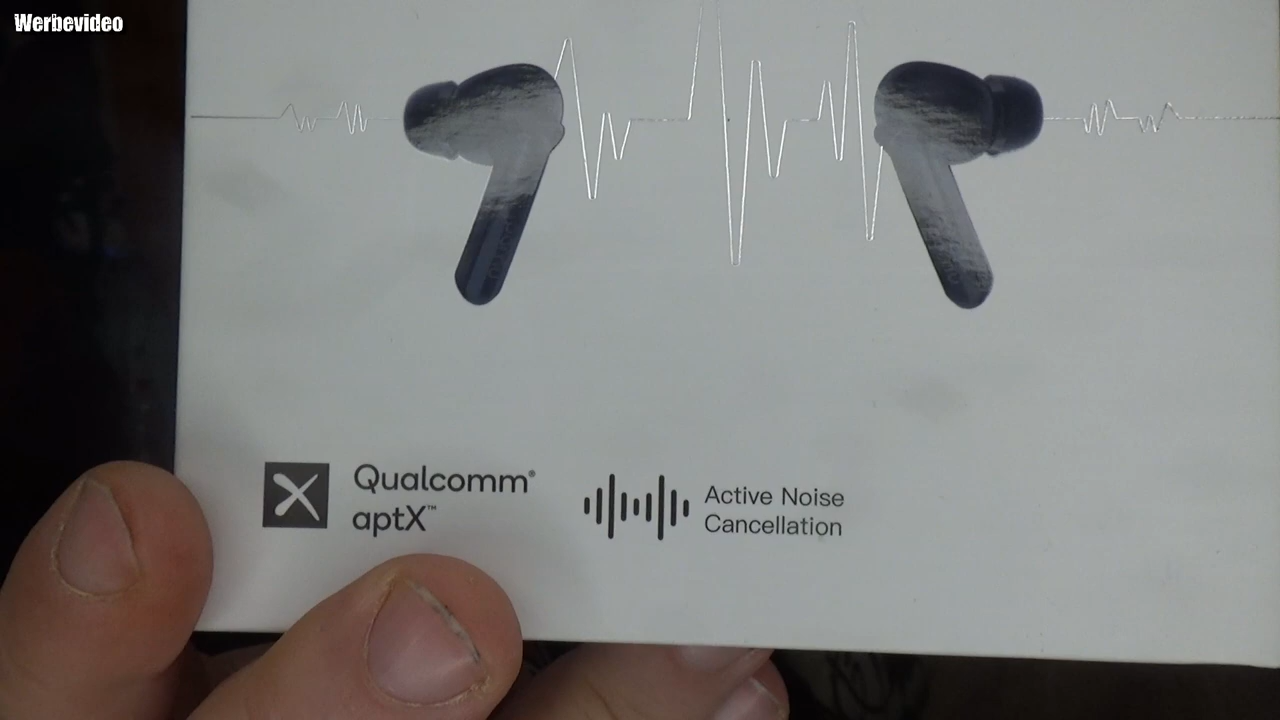 Werbevideo
Qualcomm®
aptX™
Active Noise
Cancellation